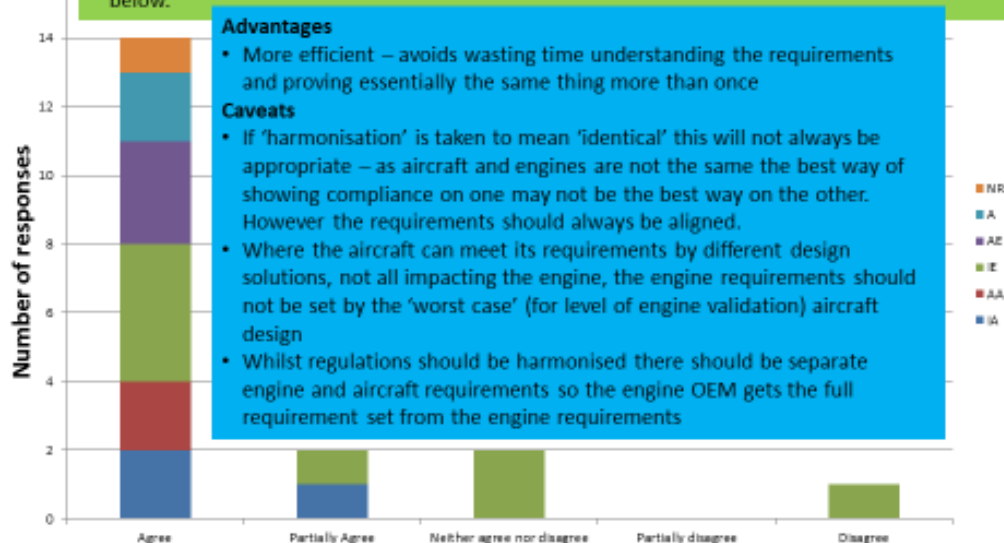 below.
Advantages
• More efficient – avoids wasting time understanding the requirements
and proving essentially the same thing more than once
Caveats
• If ‘harmonisation’ is taken to mean ‘identical’ this will not always be
appropriate – as aircraft and engines are not the same the best way of
showing compliance on one may not be the best way on the other.
However the requirements should always be aligned.
• Where the aircraft can meet its requirements by different design
solutions, not all impacting the engine, the engine requirements should
not be set by the ‘worst case’ (for level of engine validation) aircraft
design
• Whilst regulations should be harmonised there should be separate
engine and aircraft requirements so the engine OEM gets the full
requirement set from the engine requirements
Number of responses
14
12
10
8
6
4
2
0
Agree
Partially Agree
Neither agree nor disagree
Partially disagree
Disagree
NR
A
AE
IE
AA
IA